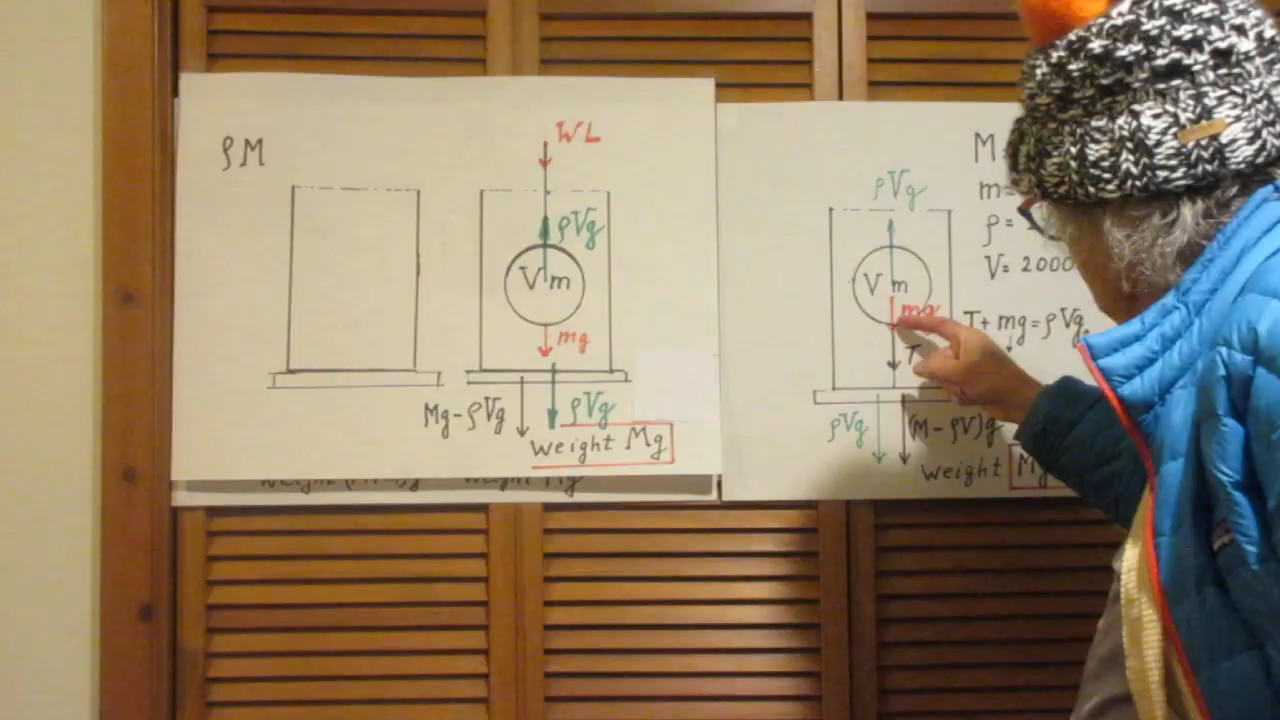 ρM
WL
ρVg
V m
mg
Mg-ρVg
ρVg
weight Mg
ρVg
V m
mg
T
ρVg
(M-ρV)g
weight M
M
m=
ρ=
V= 2000
T+mg=ρVg